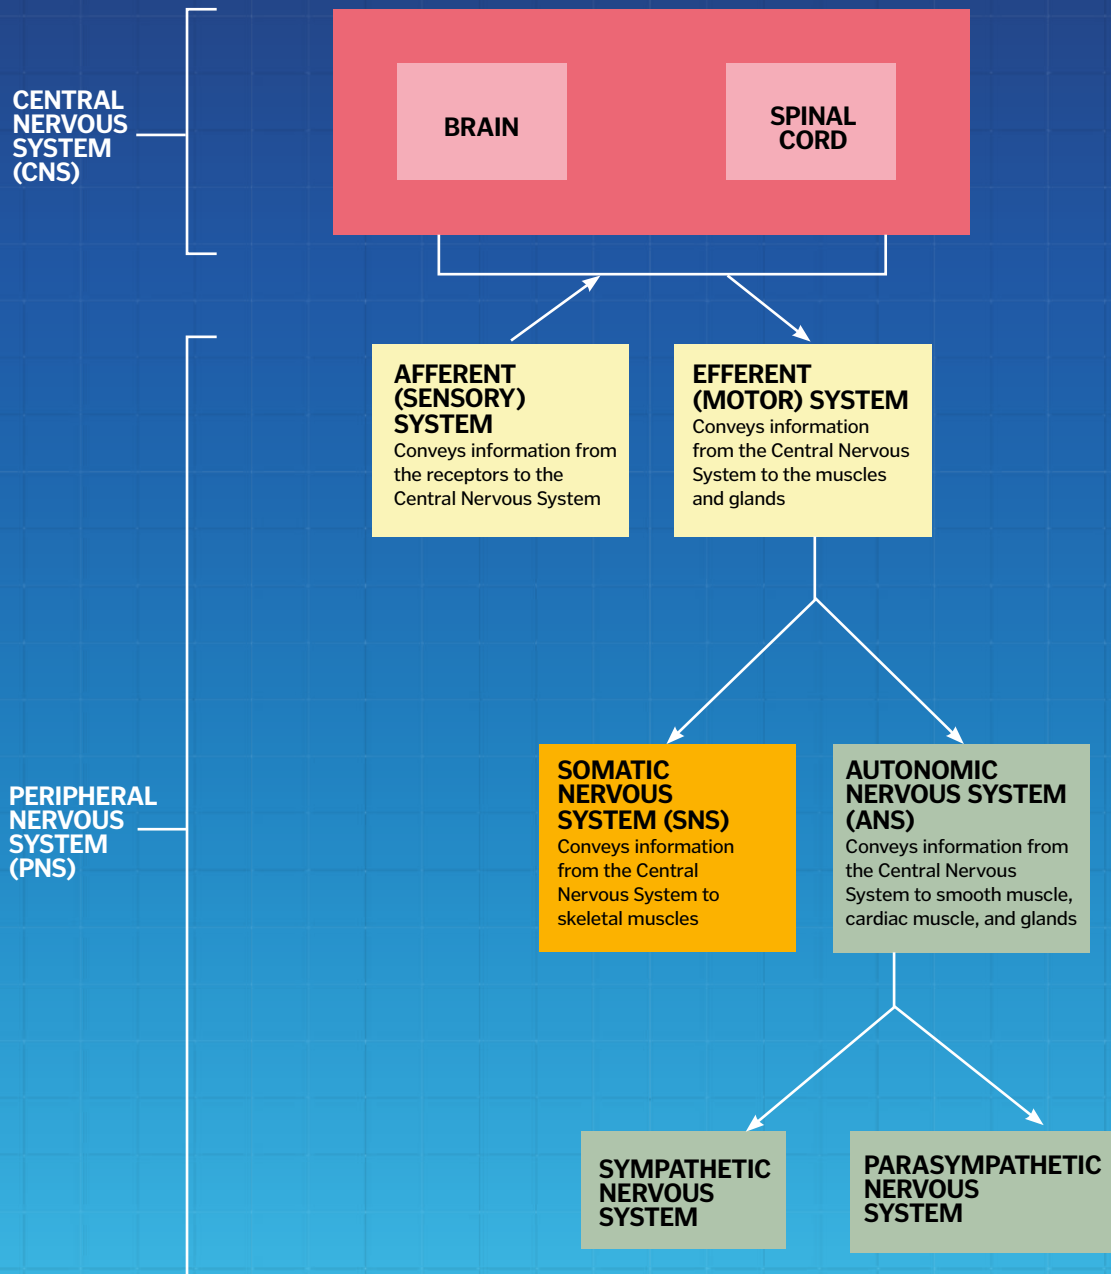 CENTRAL
NERVOUS
SYSTEM
(CNS)
BRAIN
SPINAL
CORD
AFFERENT
(SENSORY)
SYSTEM
Conveys information from
the receptors to the
Central Nervous System
EFFERENT
(MOTOR) SYSTEM
Conveys information
from the Central Nervous
System to the muscles
and glands
PERIPHERAL
NERVOUS
SYSTEM
(PNS)
SOMATIC
NERVOUS
SYSTEM (SNS)
Conveys information
from the Central
Nervous System to
skeletal muscles
AUTONOMIC
NERVOUS SYSTEM
(ANS)
Conveys information from
the Central Nervous
System to smooth muscle,
cardiac muscle, and glands
SYMPATHETIC
NERVOUS
SYSTEM
PARASYMPATHETIC
NERVOUS
SYSTEM